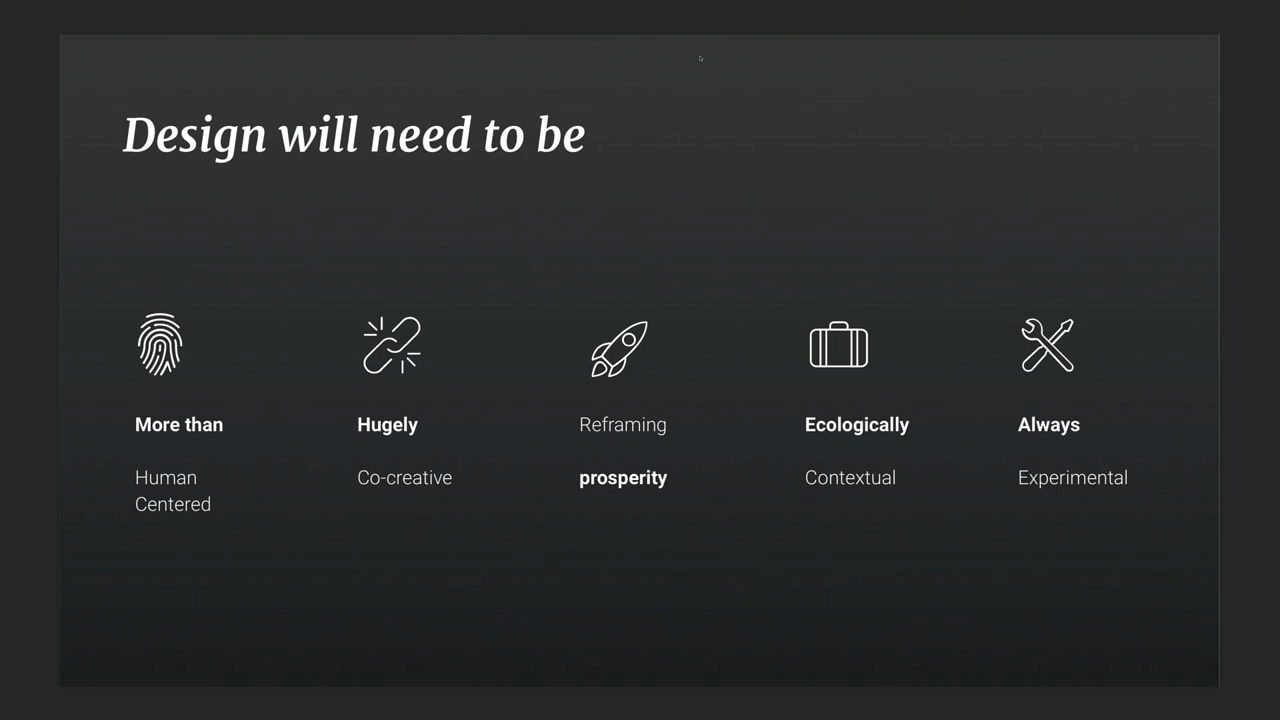 Design will need to be
More than
Human
Centered
Hugely
Co-creative
Reframing
prosperity
Ecologically
Contextual
Always
Experimental